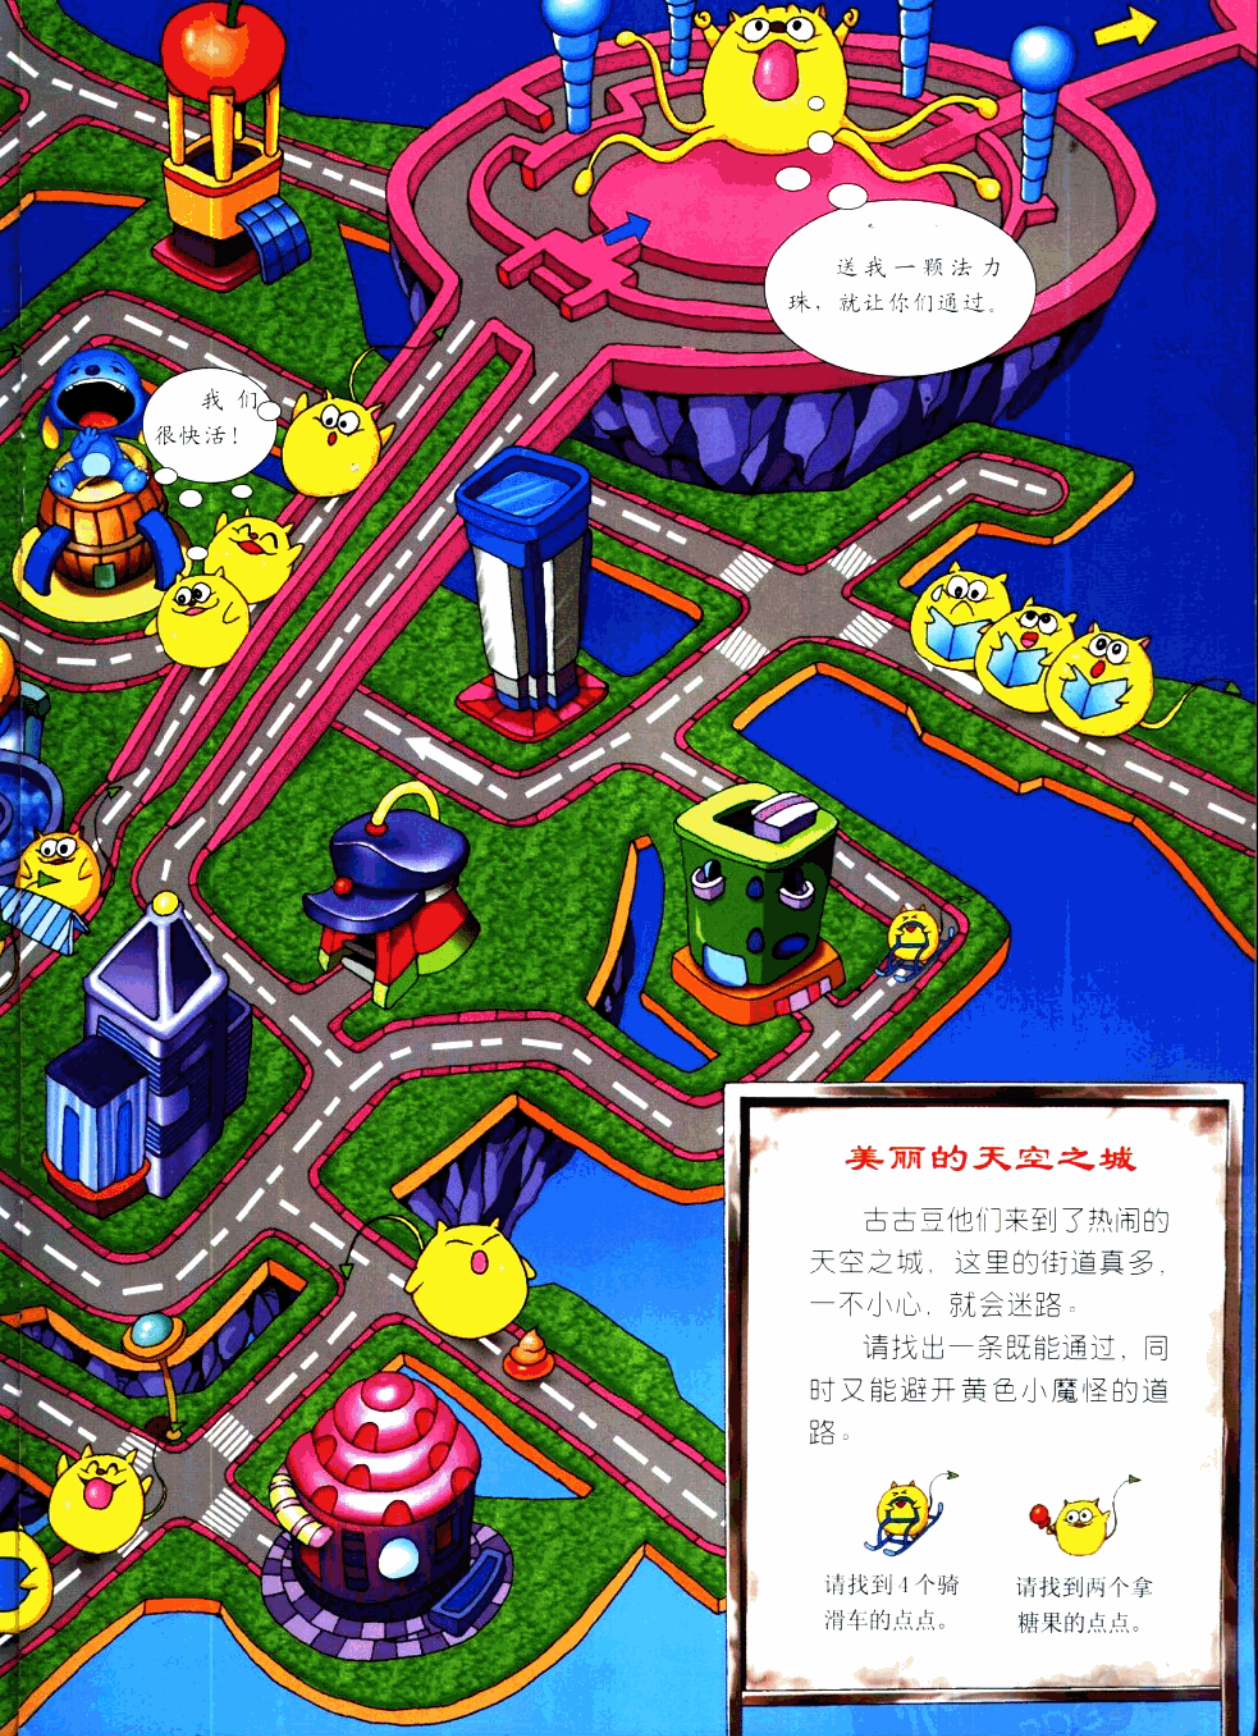 送我一颗法力
珠，就让你们通过。
我们
很快活！
美丽的天空之城
古古豆他们来到了热闹的
天空之城，这里的街道真多，
一不小心，就会迷路。
请找出一条既能通过，同
时又能避开黄色小魔怪的道
路。
请找到4个骑
滑车的点点。
请找到两个拿
糖果的点点。